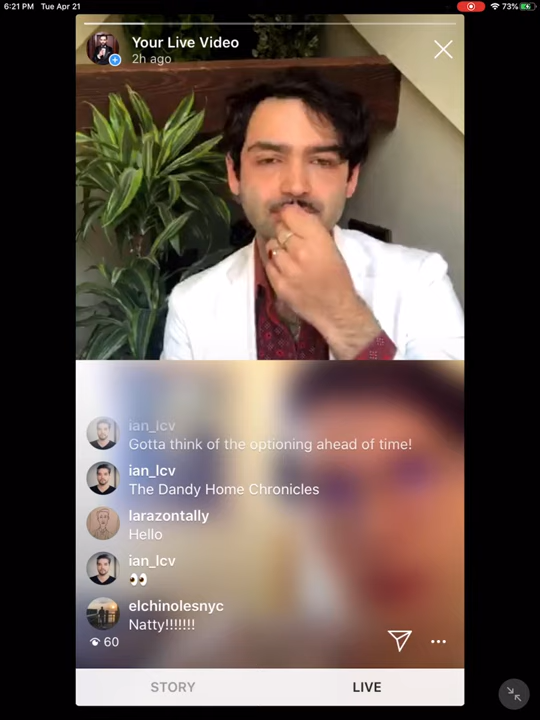 6:21 PM Tue Apr 21
73%
Your Live Video
2h ago
ian_lcv
Gotta think of the optioning ahead of time!
ian_lcv
The Dandy Home Chronicles
larazontally
Hello
ian_lcv
👀
elchinolesnyc
Natty!!!!!!!
60
STORY LIVE